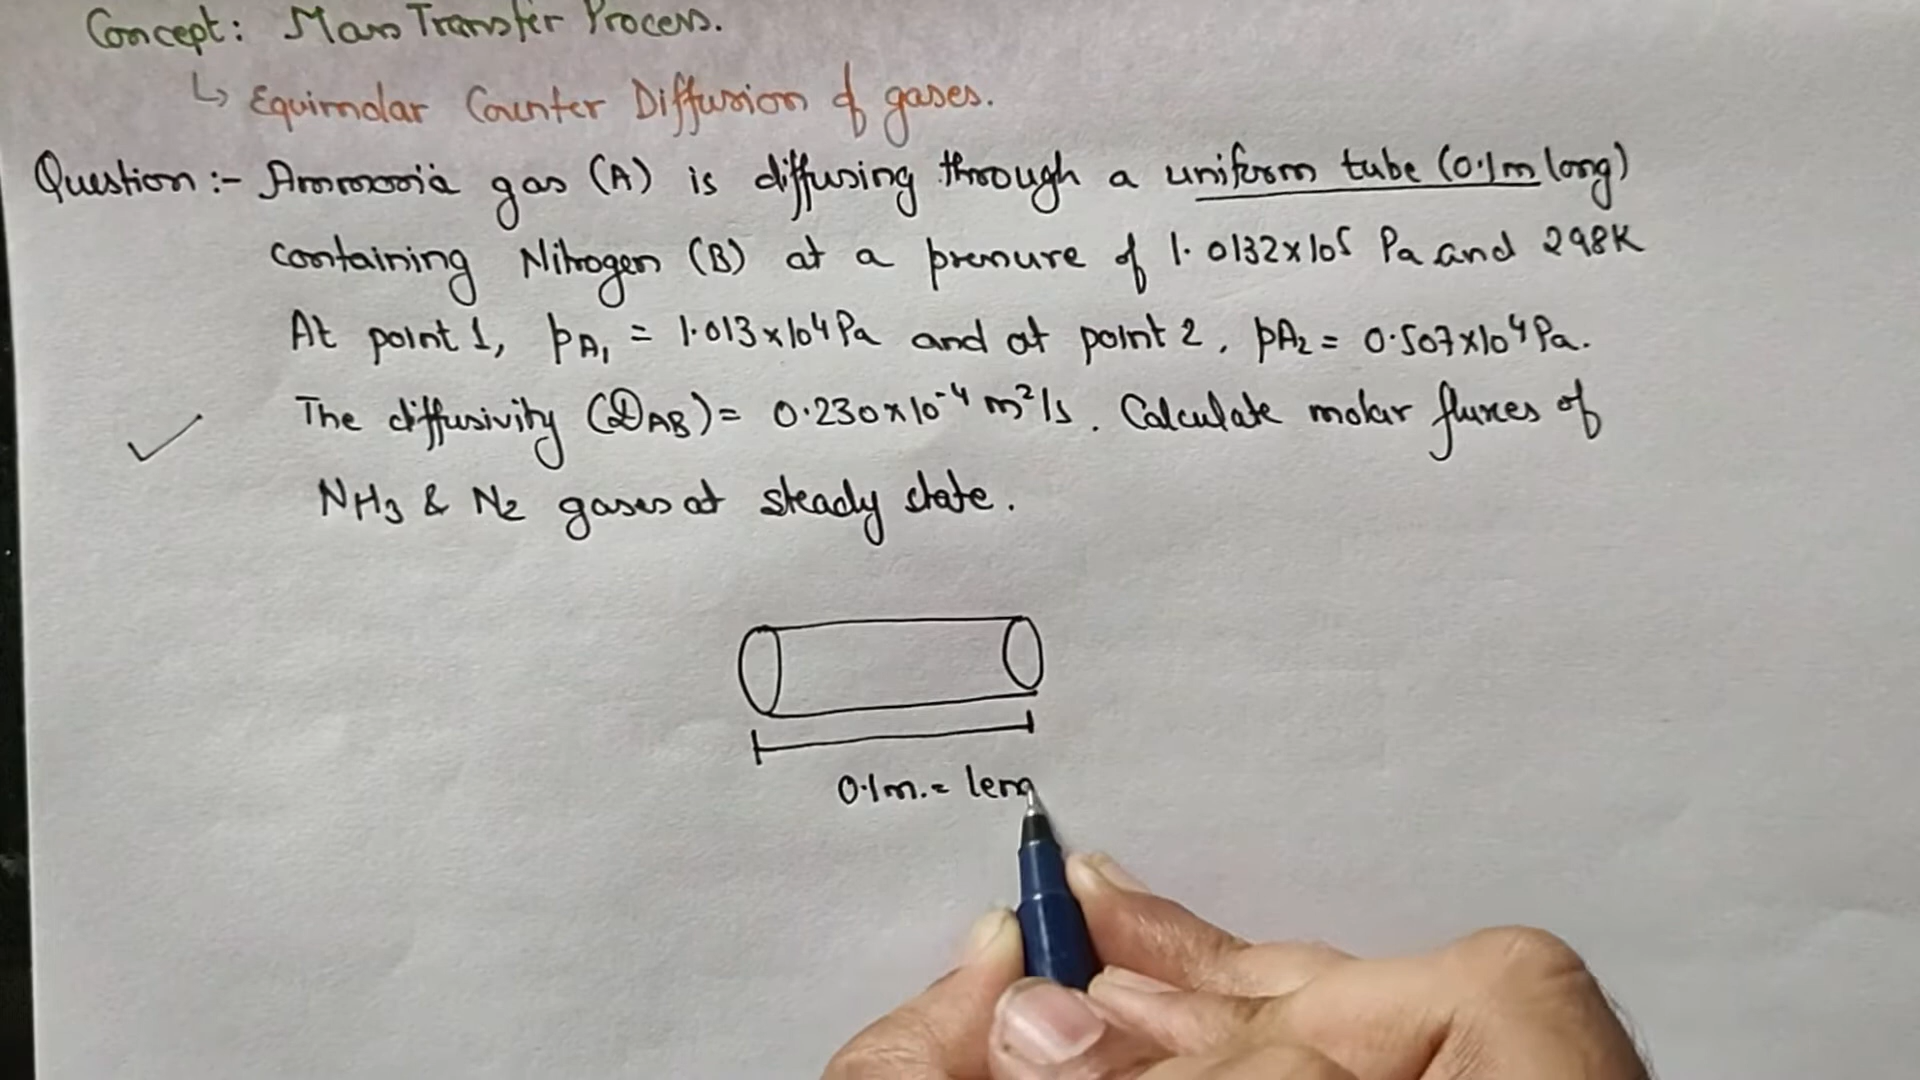 Concept: Mass Transfer Process.
↳ Equimolar Counter Diffusion of gases.
Question :- Ammonia gas (A) is diffusing through a uniform tube (0.1m long)
containing Nitrogen (B) at a pressure of 1.0132×10⁵ Pa and 298K
At point 1, pA₁ = 1.013×10⁴ Pa and at point 2, pA₂ = 0.507×10⁴ Pa.
The diffusivity (DAB) = 0.230×10⁻⁴ m²/s. Calculate molar fluxes of
NH₃ & N₂ gases at steady state.
0.1m. = leng